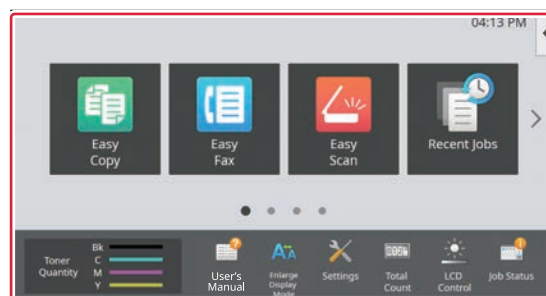 04:13 PM
Easy
Copy
Easy
Fax
Easy
Scan
Recent Jobs
Toner
Quantity
Bk
C
M
Y
User's
Manual
Enlarge
Display
Mode
Settings
Total
Count
LCD
Control
Job Status